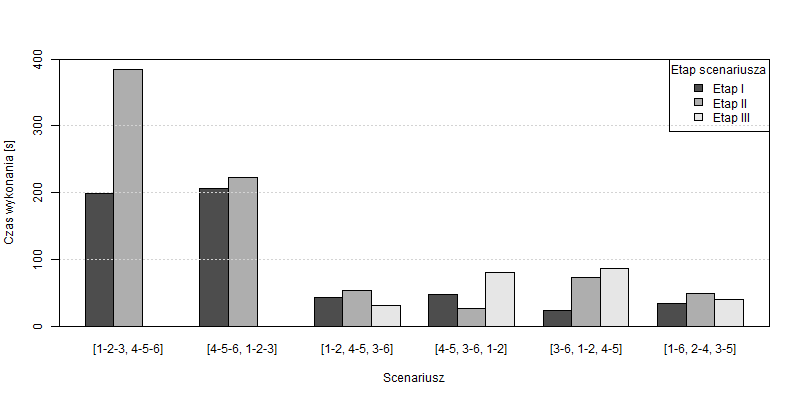 Czas wykonania [s]
400
300
200
100
0
Etap scenariusza
Etap I
Etap II
Etap III
[1-2-3, 4-5-6]
[4-5-6, 1-2-3]
[1-2, 4-5, 3-6]
[4-5, 3-6, 1-2]
[3-6, 1-2, 4-5]
[1-6, 2-4, 3-5]
Scenariusz